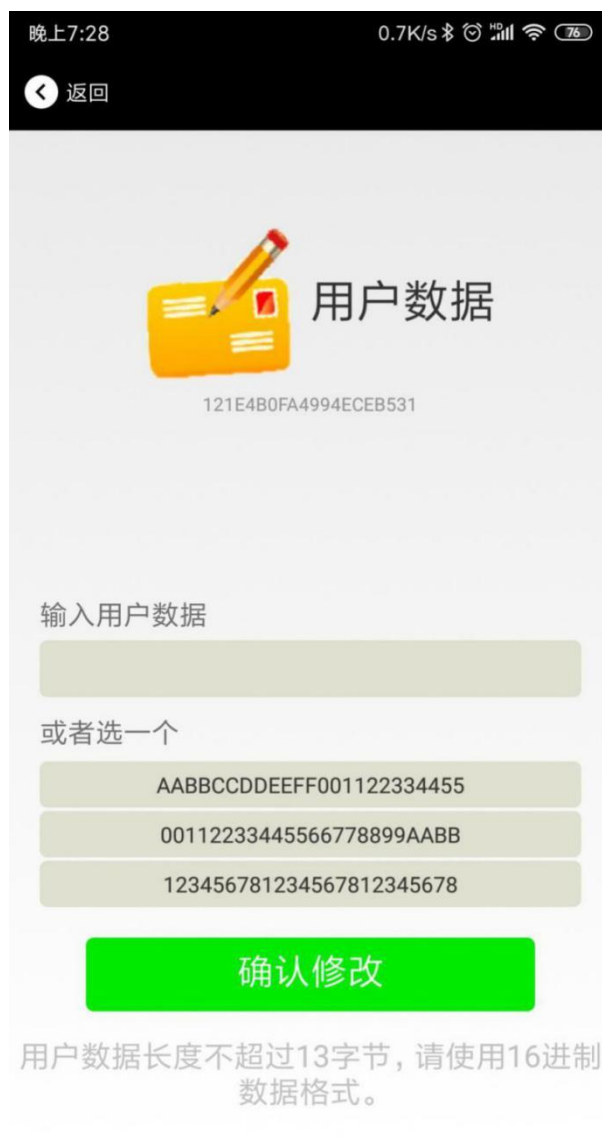 晚上7:28 0.7K/s HD 76
返回
用户数据
121E4B0FA4994ECEB531
输入用户数据
或者选一个
AABBCCDDEEFF001122334455
00112233445566778899AABB
123456781234567812345678
确认修改
用户数据长度不超过13字节，请使用16进制
数据格式。